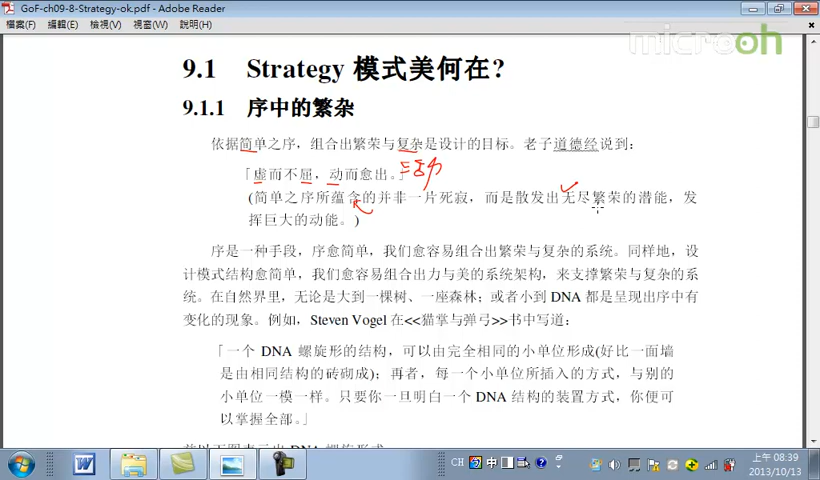 GoF-ch09-8-Strategy-ok.pdf - Adobe Reader
檔案(F) 編輯(E) 檢視(V) 視窗(W) 說明(H)
microoh
9.1 Strategy 模式美何在?
9.1.1 序中的繁杂
依据简单之序，组合出繁荣与复杂是设计的目标。老子道德经说到:
「虚而不屈，动而愈出。」
(简单之序所蕴含的并非一片死寂，而是散发出无尽繁荣的潜能，发
挥巨大的动能。)
序是一种手段，序愈简单，我们愈容易组合出繁荣与复杂的系统。同样地，设
计模式结构愈简单，我们愈容易组合出力与美的系统架构，来支撑繁荣与复杂的系
统。在自然界里，无论是大到一棵树、一座森林；或者小到 DNA 都是呈现出序中有
变化的现象。例如，Steven Vogel 在<<猫掌与弹弓>>书中写道:
「一个 DNA 螺旋形的结构，可以由完全相同的小单位形成(好比一面墙
是由相同结构的砖砌成)；再者，每一个小单位所插入的方式，与别的
小单位一模一样。只要你一旦明白一个 DNA 结构的装置方式，你便可
以掌握全部。」
CH 中
上午 08:39
2013/10/13